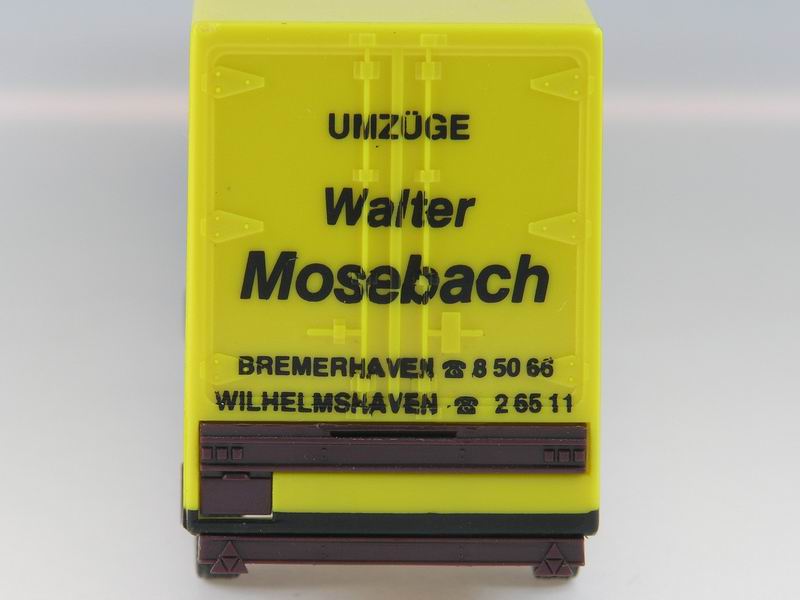 UMZÜGE
Walter
Mosebach
BREMERHAVEN ☎ 8 50 66
WILHELMSHAVEN ☎ 2 65 11